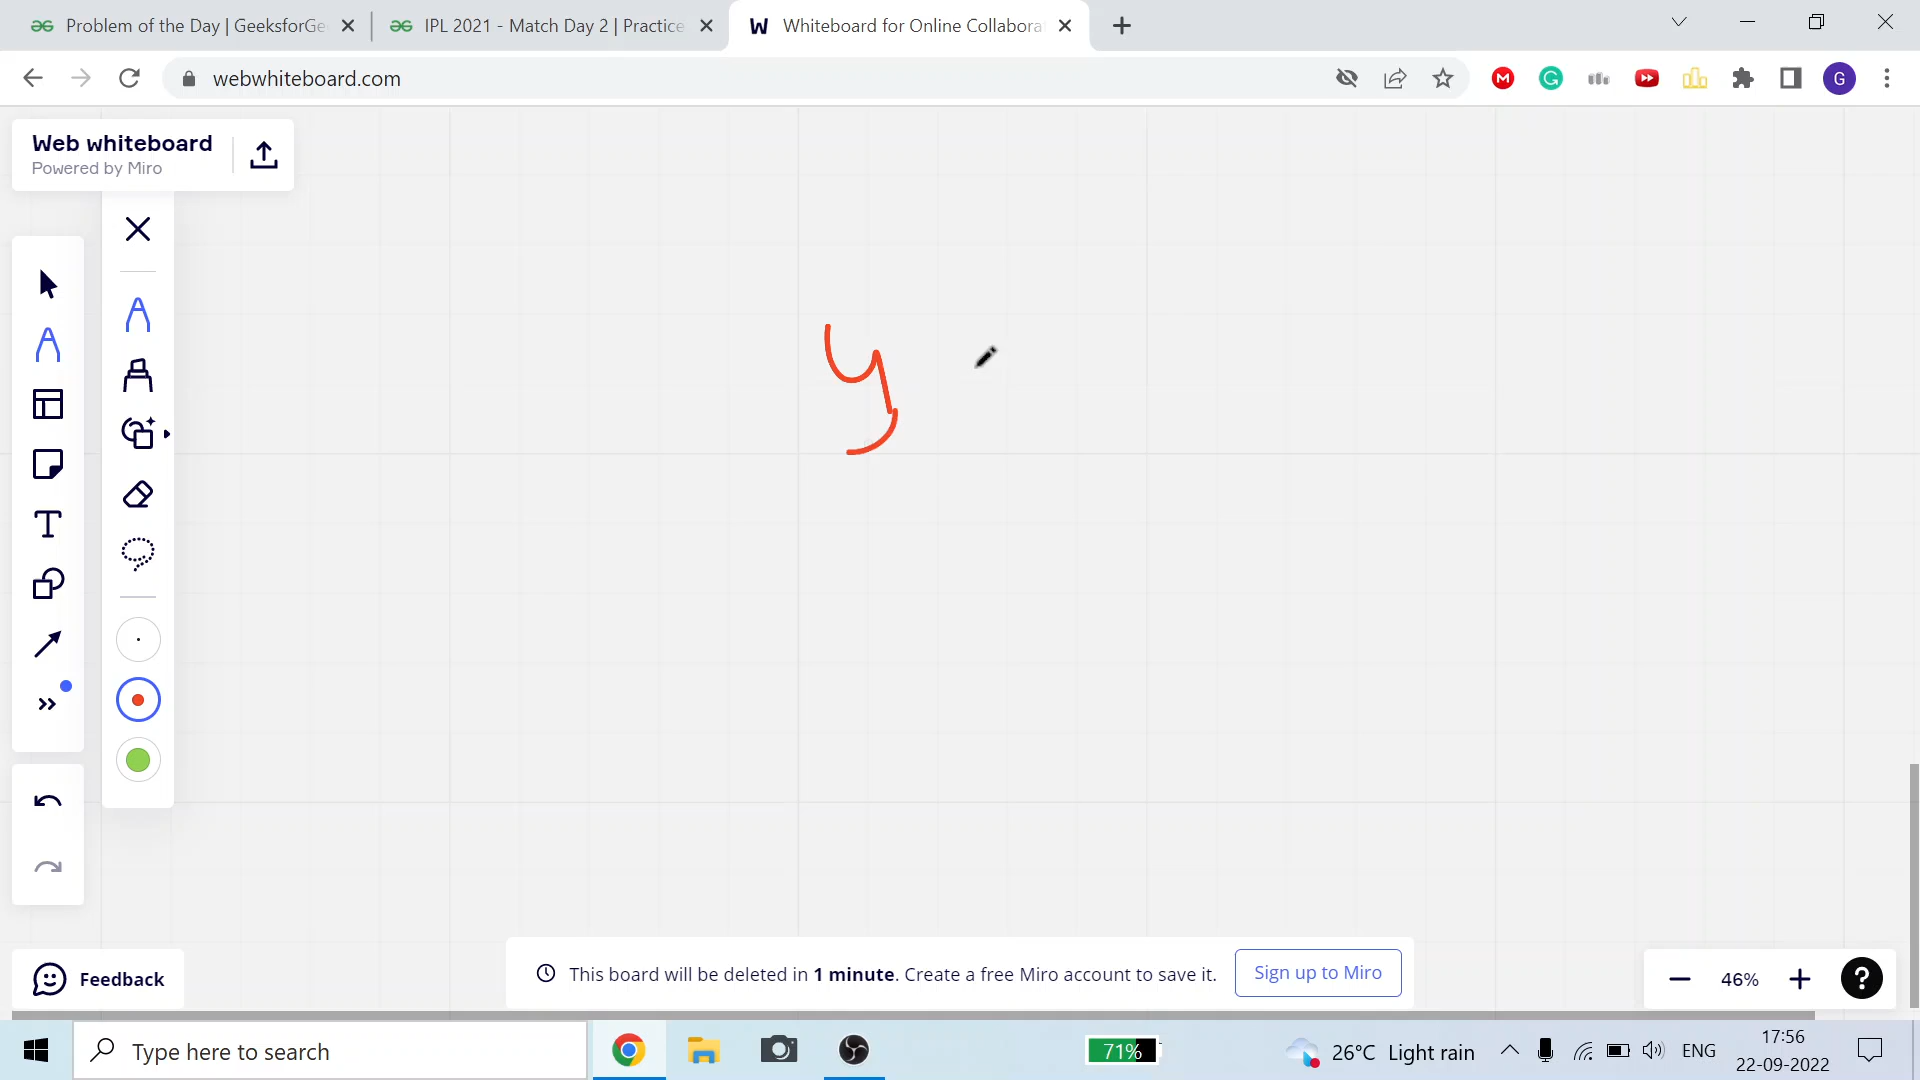 Problem of the Day | GeeksforGe
IPL 2021 - Match Day 2 | Practice
W Whiteboard for Online Collabora
webwhiteboard.com
M
G
G
Web whiteboard
Powered by Miro
T
y
Feedback
This board will be deleted in 1 minute. Create a free Miro account to save it.
Sign up to Miro
46%
?
Type here to search
71%
26°C Light rain
ENG
17:56
22-09-2022